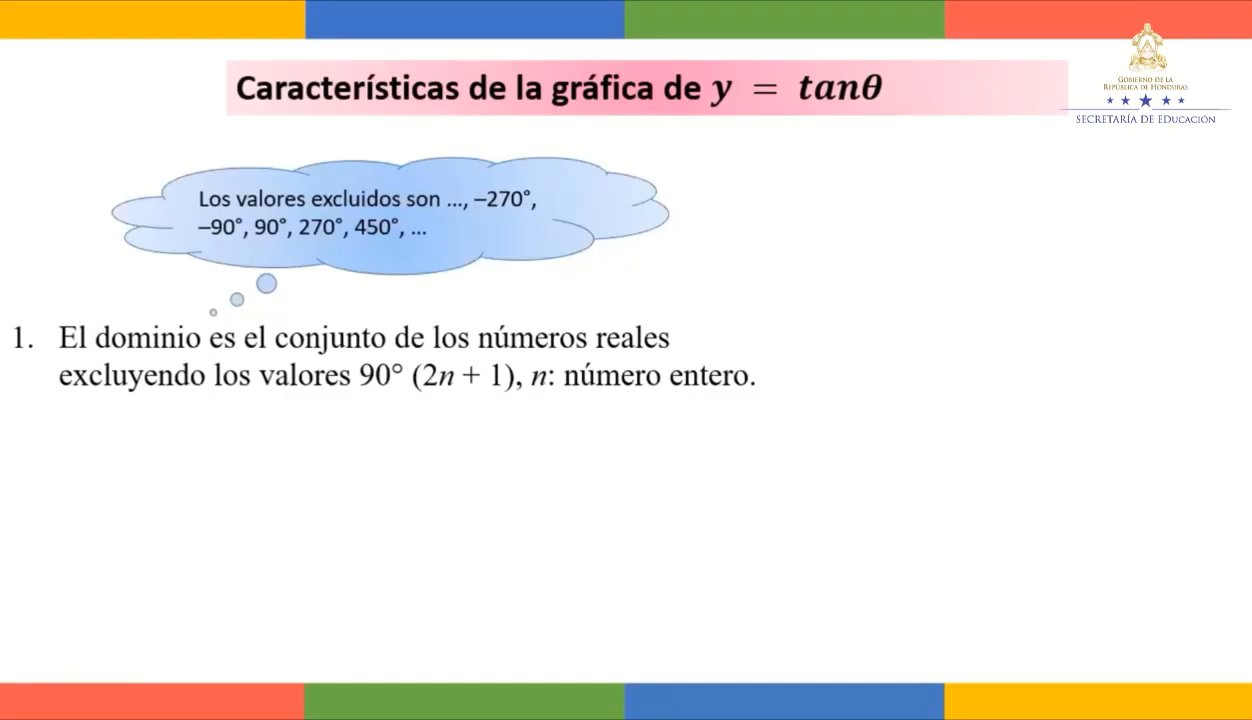 Características de la gráfica de y = tanθ
GOBIERNO DE LA
REPÚBLICA DE HONDURAS
SECRETARÍA DE EDUCACIÓN
Los valores excluidos son ..., –270°,
–90°, 90°, 270°, 450°, ...
1. El dominio es el conjunto de los números reales
excluyendo los valores 90° (2n + 1), n: número entero.